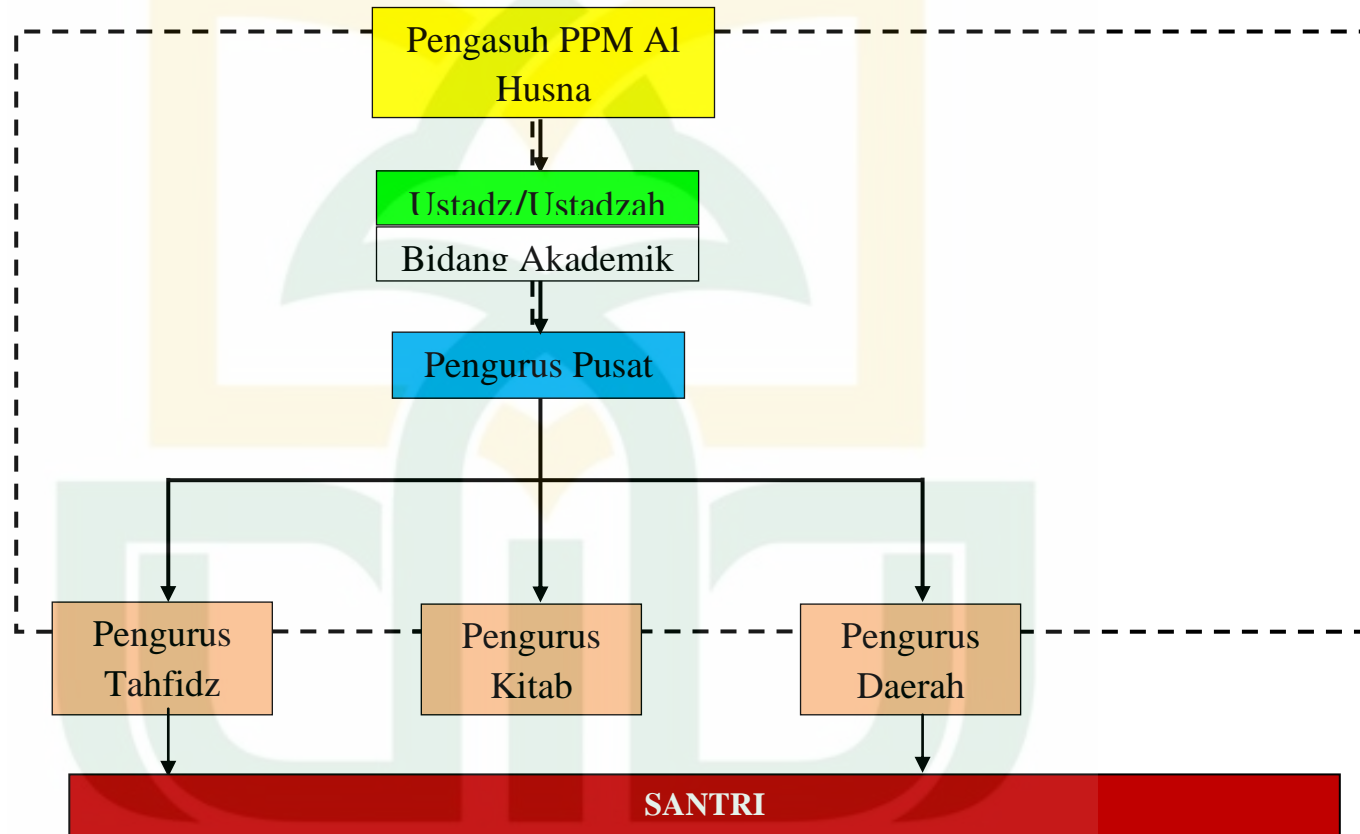 Pengasuh PPM Al
Husna
Ustadz/Ustadzah
Bidang Akademik
Pengurus Pusat
Pengurus
Tahfidz
Pengurus
Kitab
Pengurus
Daerah
SANTRI